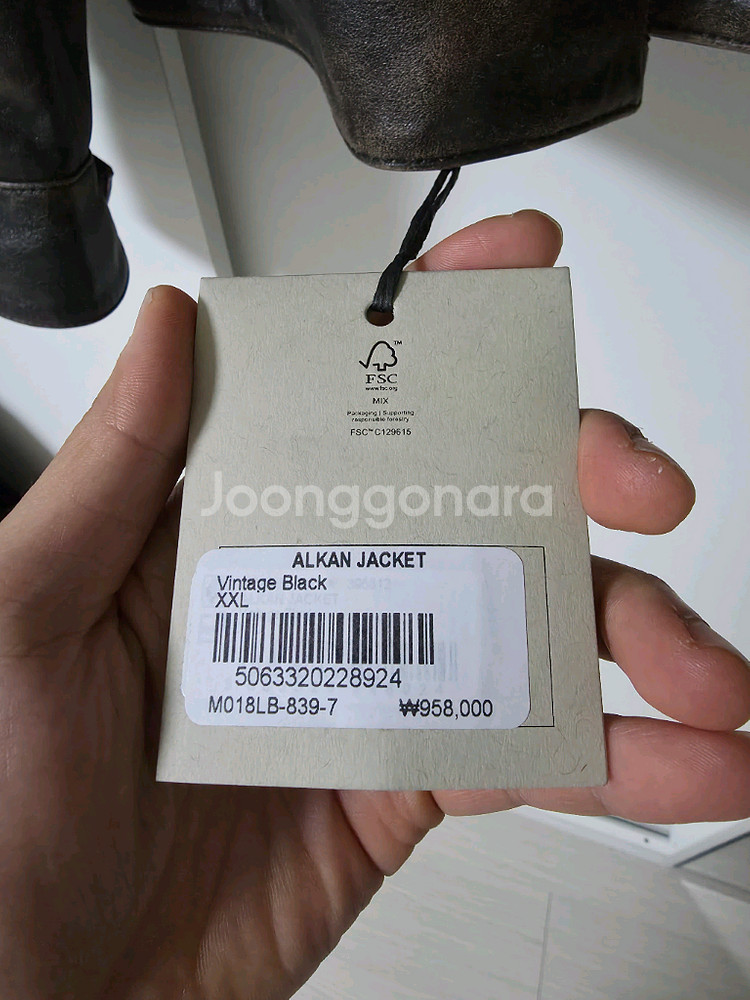 ™
FSC
www.fsc.org
MIX
Packaging | Supporting
responsible forestry
FSC™ C129615
Joonggonara
ALKAN JACKET
Vintage Black
XXL
5063320228924
M018LB-839-7 ₩958,000